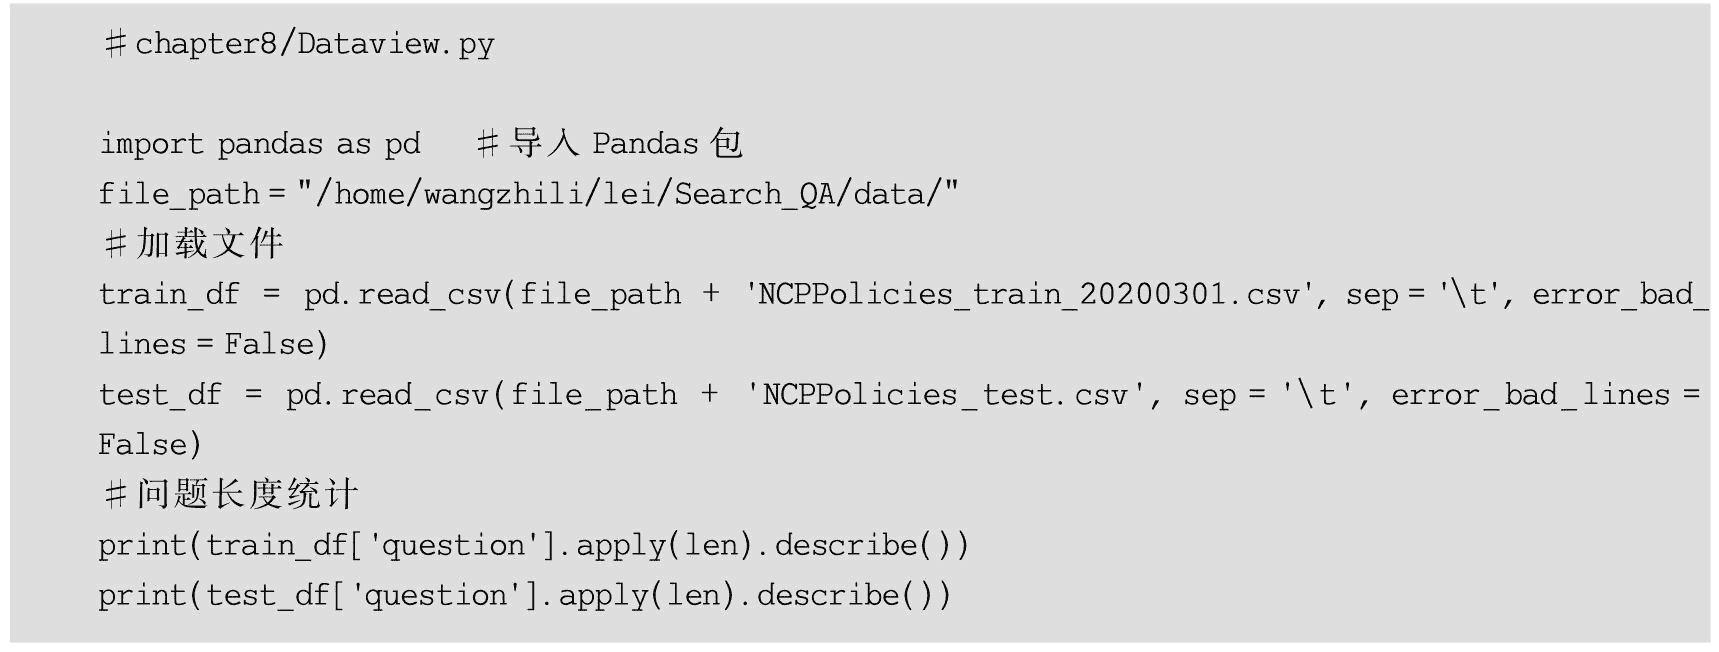 #chapter8/Dataview.py
import pandas as pd #导入 Pandas 包
file_path = "/home/wangzhili/lei/Search_QA/data/"
#加载文件
train_df = pd.read_csv(file_path + 'NCPPolicies_train_20200301.csv', sep = '\t', error_bad_
lines = False)
test_df = pd.read_csv(file_path + 'NCPPolicies_test.csv', sep = '\t', error_bad_lines =
False)
#问题长度统计
print(train_df['question'].apply(len).describe())
print(test_df['question'].apply(len).describe())